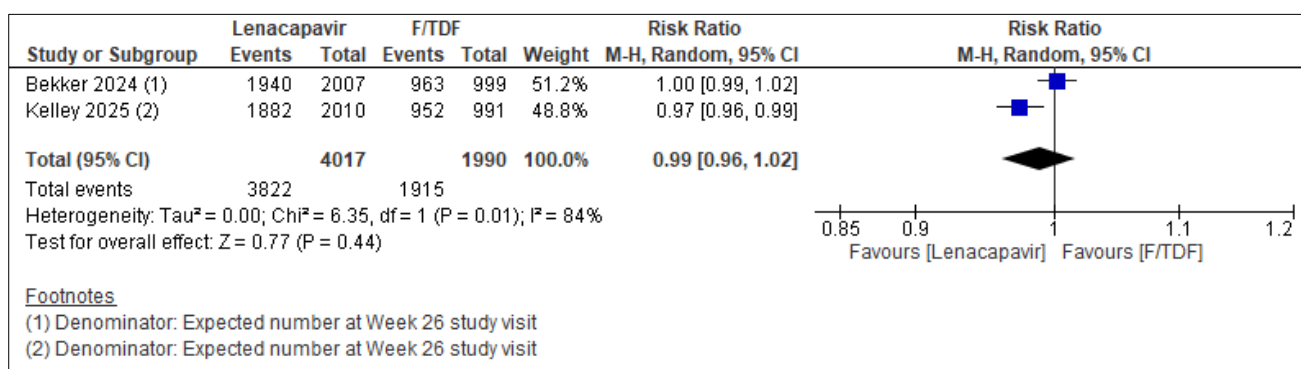 Lenacapavir F/TDF Risk Ratio Risk Ratio
Study or Subgroup Events Total Events Total Weight M-H, Random, 95% CI M-H, Random, 95% CI
Bekker 2024 (1) 1940 2007 963 999 51.2% 1.00 [0.99, 1.02]
Kelley 2025 (2) 1882 2010 952 991 48.8% 0.97 [0.96, 0.99]
Total (95% CI) 4017 1990 100.0% 0.99 [0.96, 1.02]
Total events 3822 1915
Heterogeneity: Tau² = 0.00; Chi² = 6.35, df = 1 (P = 0.01); I² = 84%
Test for overall effect: Z = 0.77 (P = 0.44)
0.85 0.9 1 1.1 1.2
Favours [Lenacapavir] Favours [F/TDF]
Footnotes
(1) Denominator: Expected number at Week 26 study visit
(2) Denominator: Expected number at Week 26 study visit